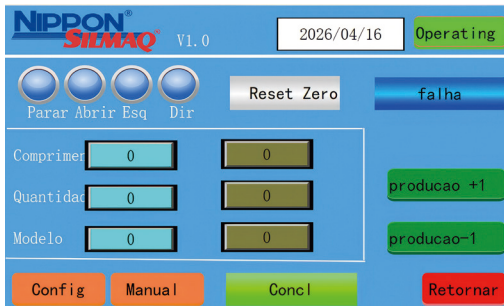 NIPPON®
SILMAQ® V1.0 2026/04/16 Operating
Reset Zero falha
Parar Abrir Esq Dir
Comprimen 0 0
Quantidad 0 0
producao +1
Modelo 0 0 producao-1
Config Manual Concl Retornar